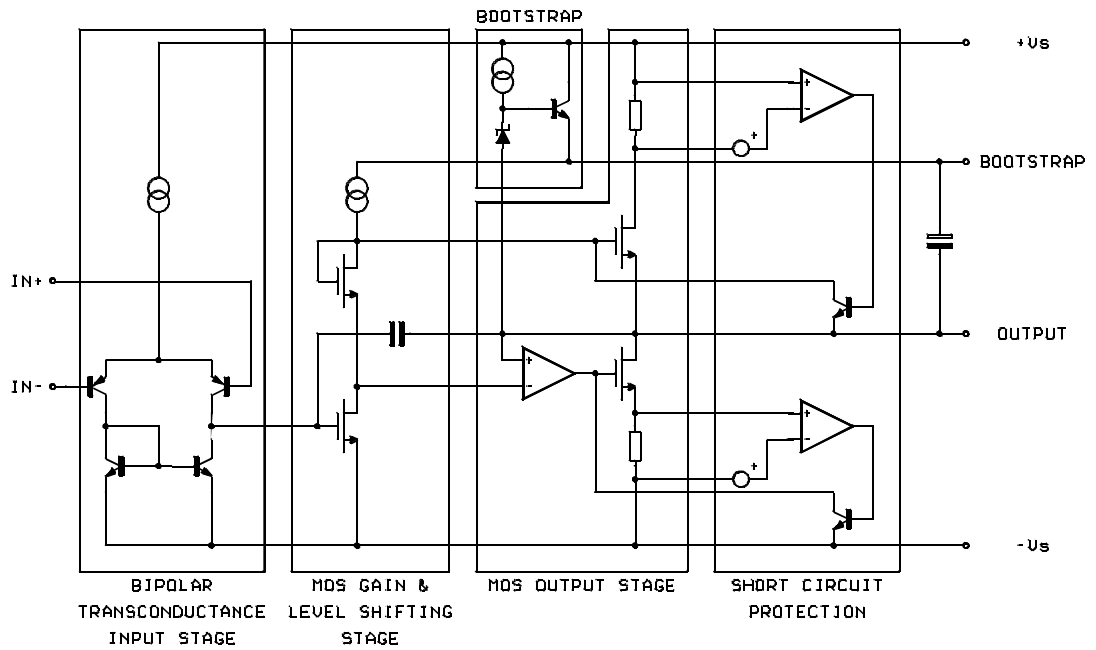 BOOTSTRAP
+Vs
+
-
+
BOOTSTRAP
IN+
OUTPUT
+
-
IN-
+
-
+
-Vs
BIPOLAR
TRANSCONDUCTANCE
INPUT STAGE
MOS GAIN &
LEVEL SHIFTING
STAGE
MOS OUTPUT STAGE
SHORT CIRCUIT
PROTECTION